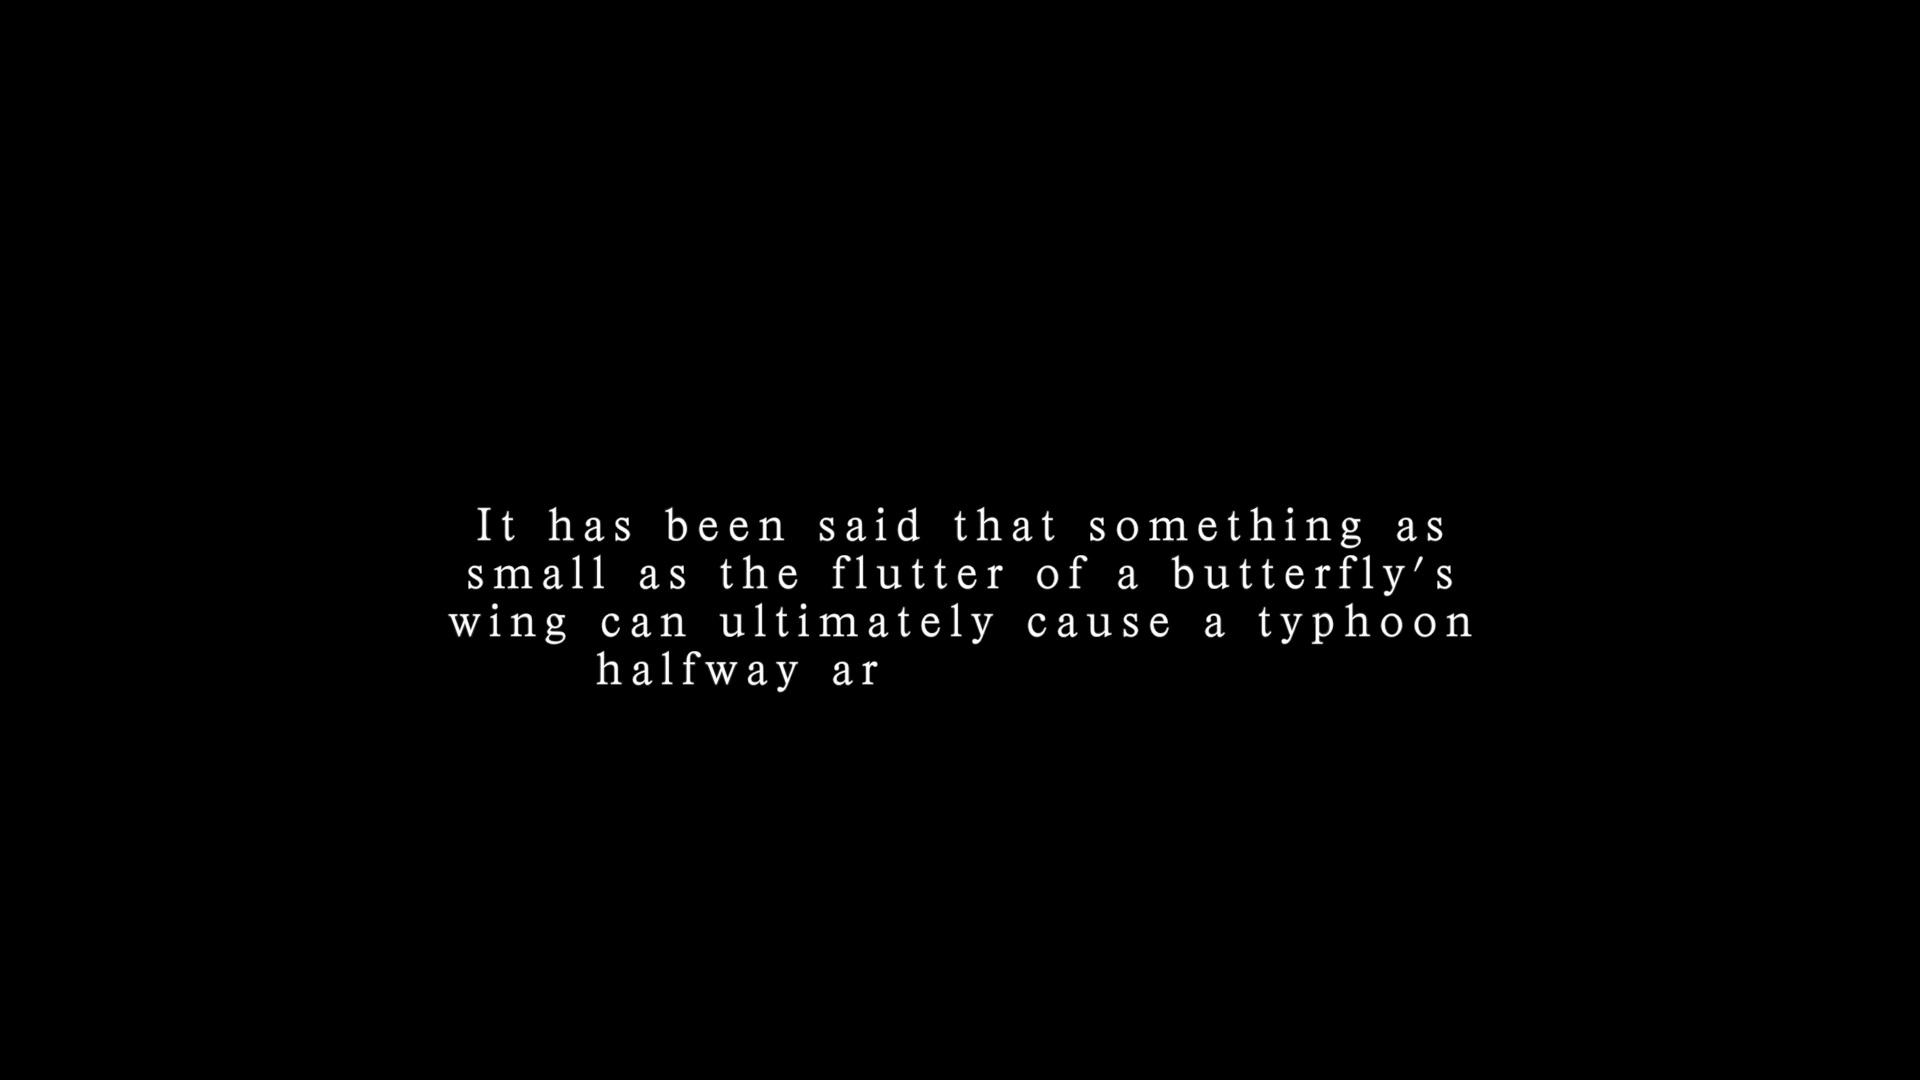 It has been said that something as
small as the flutter of a butterfly's
wing can ultimately cause a typhoon
halfway ar